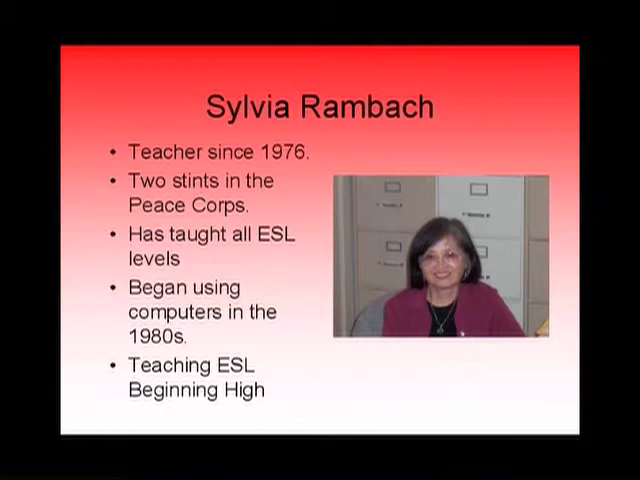 Sylvia Rambach
• Teacher since 1976.
• Two stints in the
Peace Corps.
• Has taught all ESL
levels
• Began using
computers in the
1980s.
• Teaching ESL
Beginning High